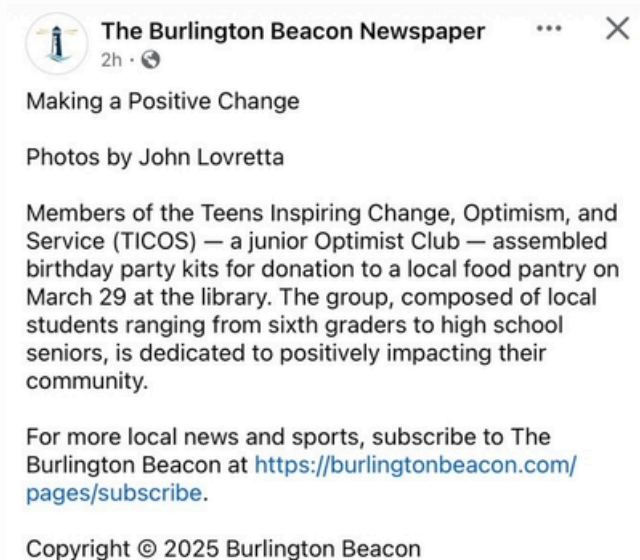 The Burlington Beacon Newspaper
2h ·
Making a Positive Change
Photos by John Lovretta
Members of the Teens Inspiring Change, Optimism, and
Service (TICOS) — a junior Optimist Club — assembled
birthday party kits for donation to a local food pantry on
March 29 at the library. The group, composed of local
students ranging from sixth graders to high school
seniors, is dedicated to positively impacting their
community.
For more local news and sports, subscribe to The
Burlington Beacon at https://burlingtonbeacon.com/
pages/subscribe.
Copyright © 2025 Burlington Beacon